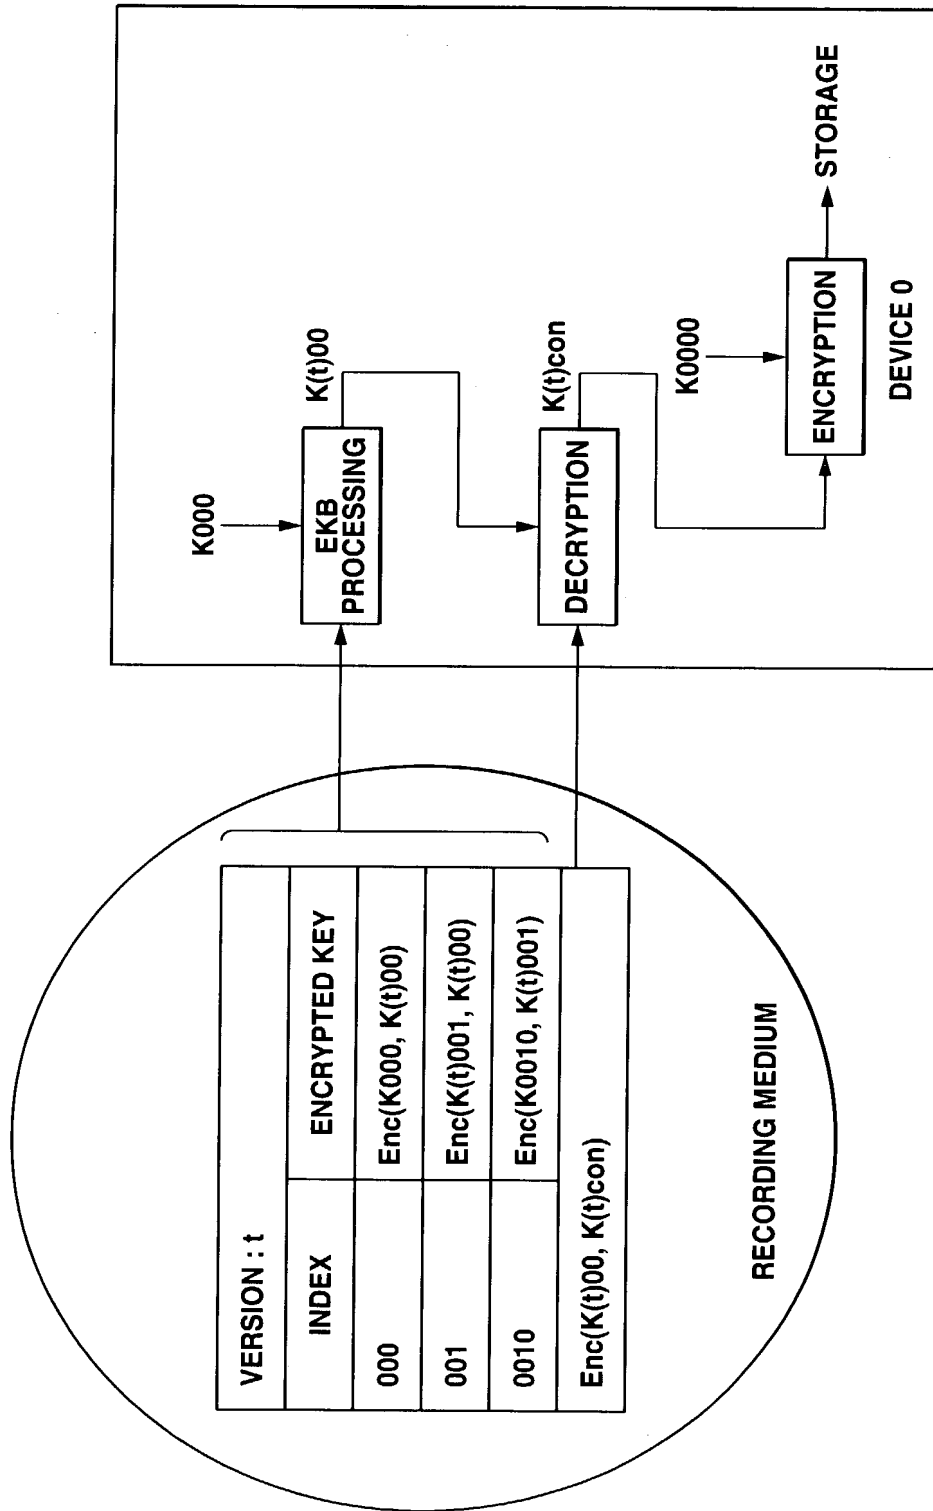 VERSION : t
INDEX
ENCRYPTED KEY
000
Enc(K000, K(t)00)
001
Enc(K(t)001, K(t)00)
0010
Enc(K0010, K(t)001)
Enc(K(t)00, K(t)con)
RECORDING MEDIUM
K000
EKB
PROCESSING
K(t)00
DECRYPTION
K(t)con
K0000
ENCRYPTION
STORAGE
DEVICE 0